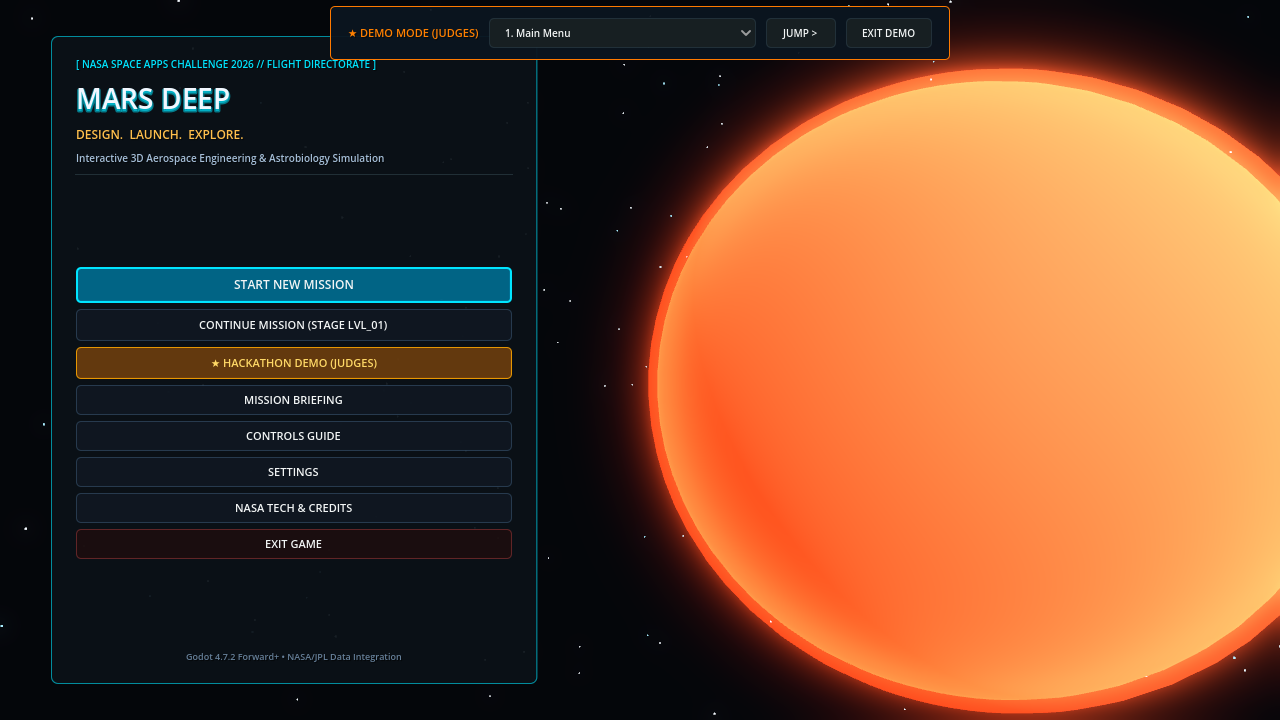 ★ DEMO MODE (JUDGES)
1. Main Menu
JUMP >
EXIT DEMO
[ NASA SPACE APPS CHALLENGE 2026 // FLIGHT DIRECTORATE ]
MARS DEEP
DESIGN. LAUNCH. EXPLORE.
Interactive 3D Aerospace Engineering & Astrobiology Simulation
START NEW MISSION
CONTINUE MISSION (STAGE LVL_01)
★ HACKATHON DEMO (JUDGES)
MISSION BRIEFING
CONTROLS GUIDE
SETTINGS
NASA TECH & CREDITS
EXIT GAME
Godot 4.7.2 Forward+ • NASA/JPL Data Integration